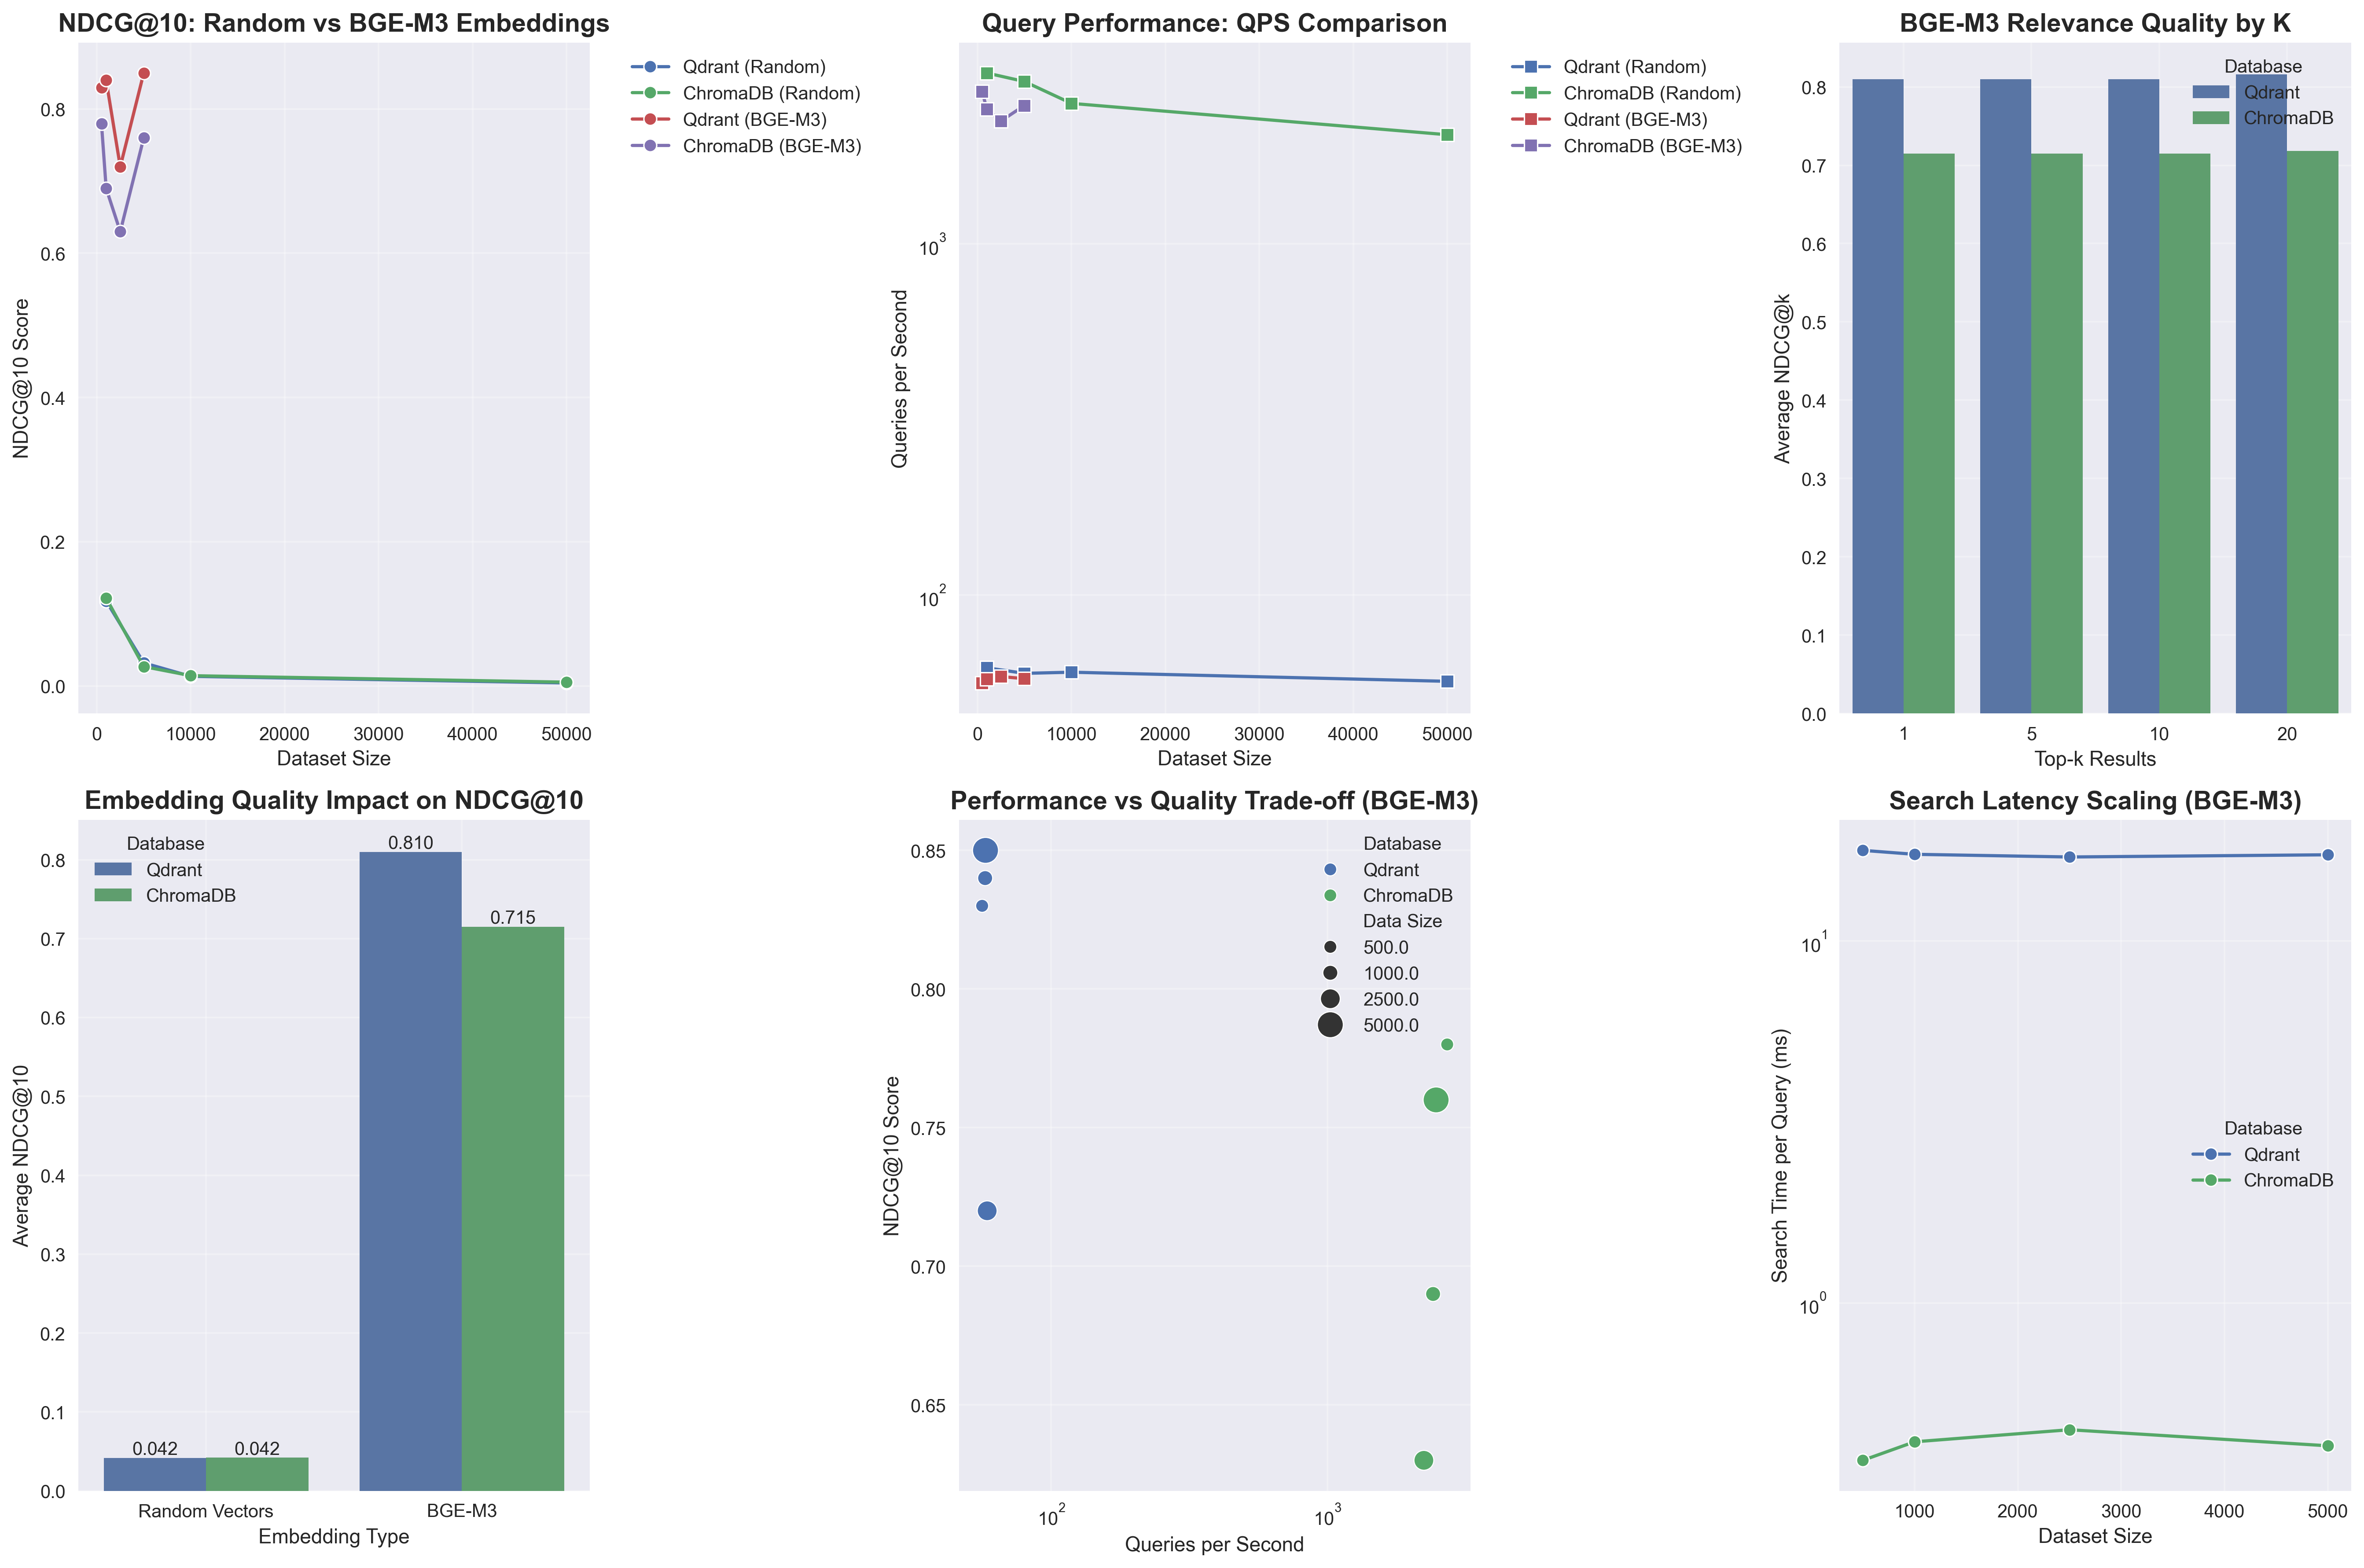 NDCG@10: Random vs BGE-M3 Embeddings
NDCG@10 Score
0.8
0.6
0.4
0.2
0.0
0 10000 20000 30000 40000 50000
Dataset Size
Qdrant (Random)
ChromaDB (Random)
Qdrant (BGE-M3)
ChromaDB (BGE-M3)
Query Performance: QPS Comparison
Queries per Second
10^3
10^2
0 10000 20000 30000 40000 50000
Dataset Size
Qdrant (Random)
ChromaDB (Random)
Qdrant (BGE-M3)
ChromaDB (BGE-M3)
BGE-M3 Relevance Quality by K
Average NDCG@k
0.8
0.7
0.6
0.5
0.4
0.3
0.2
0.1
0.0
1 5 10 20
Top-k Results
Database
Qdrant
ChromaDB
Embedding Quality Impact on NDCG@10
Average NDCG@10
0.8
0.7
0.6
0.5
0.4
0.3
0.2
0.1
0.0
Database
Qdrant
ChromaDB
0.810
0.715
0.042 0.042
Random Vectors BGE-M3
Embedding Type
Performance vs Quality Trade-off (BGE-M3)
NDCG@10 Score
0.85
0.80
0.75
0.70
0.65
Database
Qdrant
ChromaDB
Data Size
500.0
1000.0
2500.0
5000.0
10^2 10^3
Queries per Second
Search Latency Scaling (BGE-M3)
Search Time per Query (ms)
10^1
10^0
Database
Qdrant
ChromaDB
1000 2000 3000 4000 5000
Dataset Size